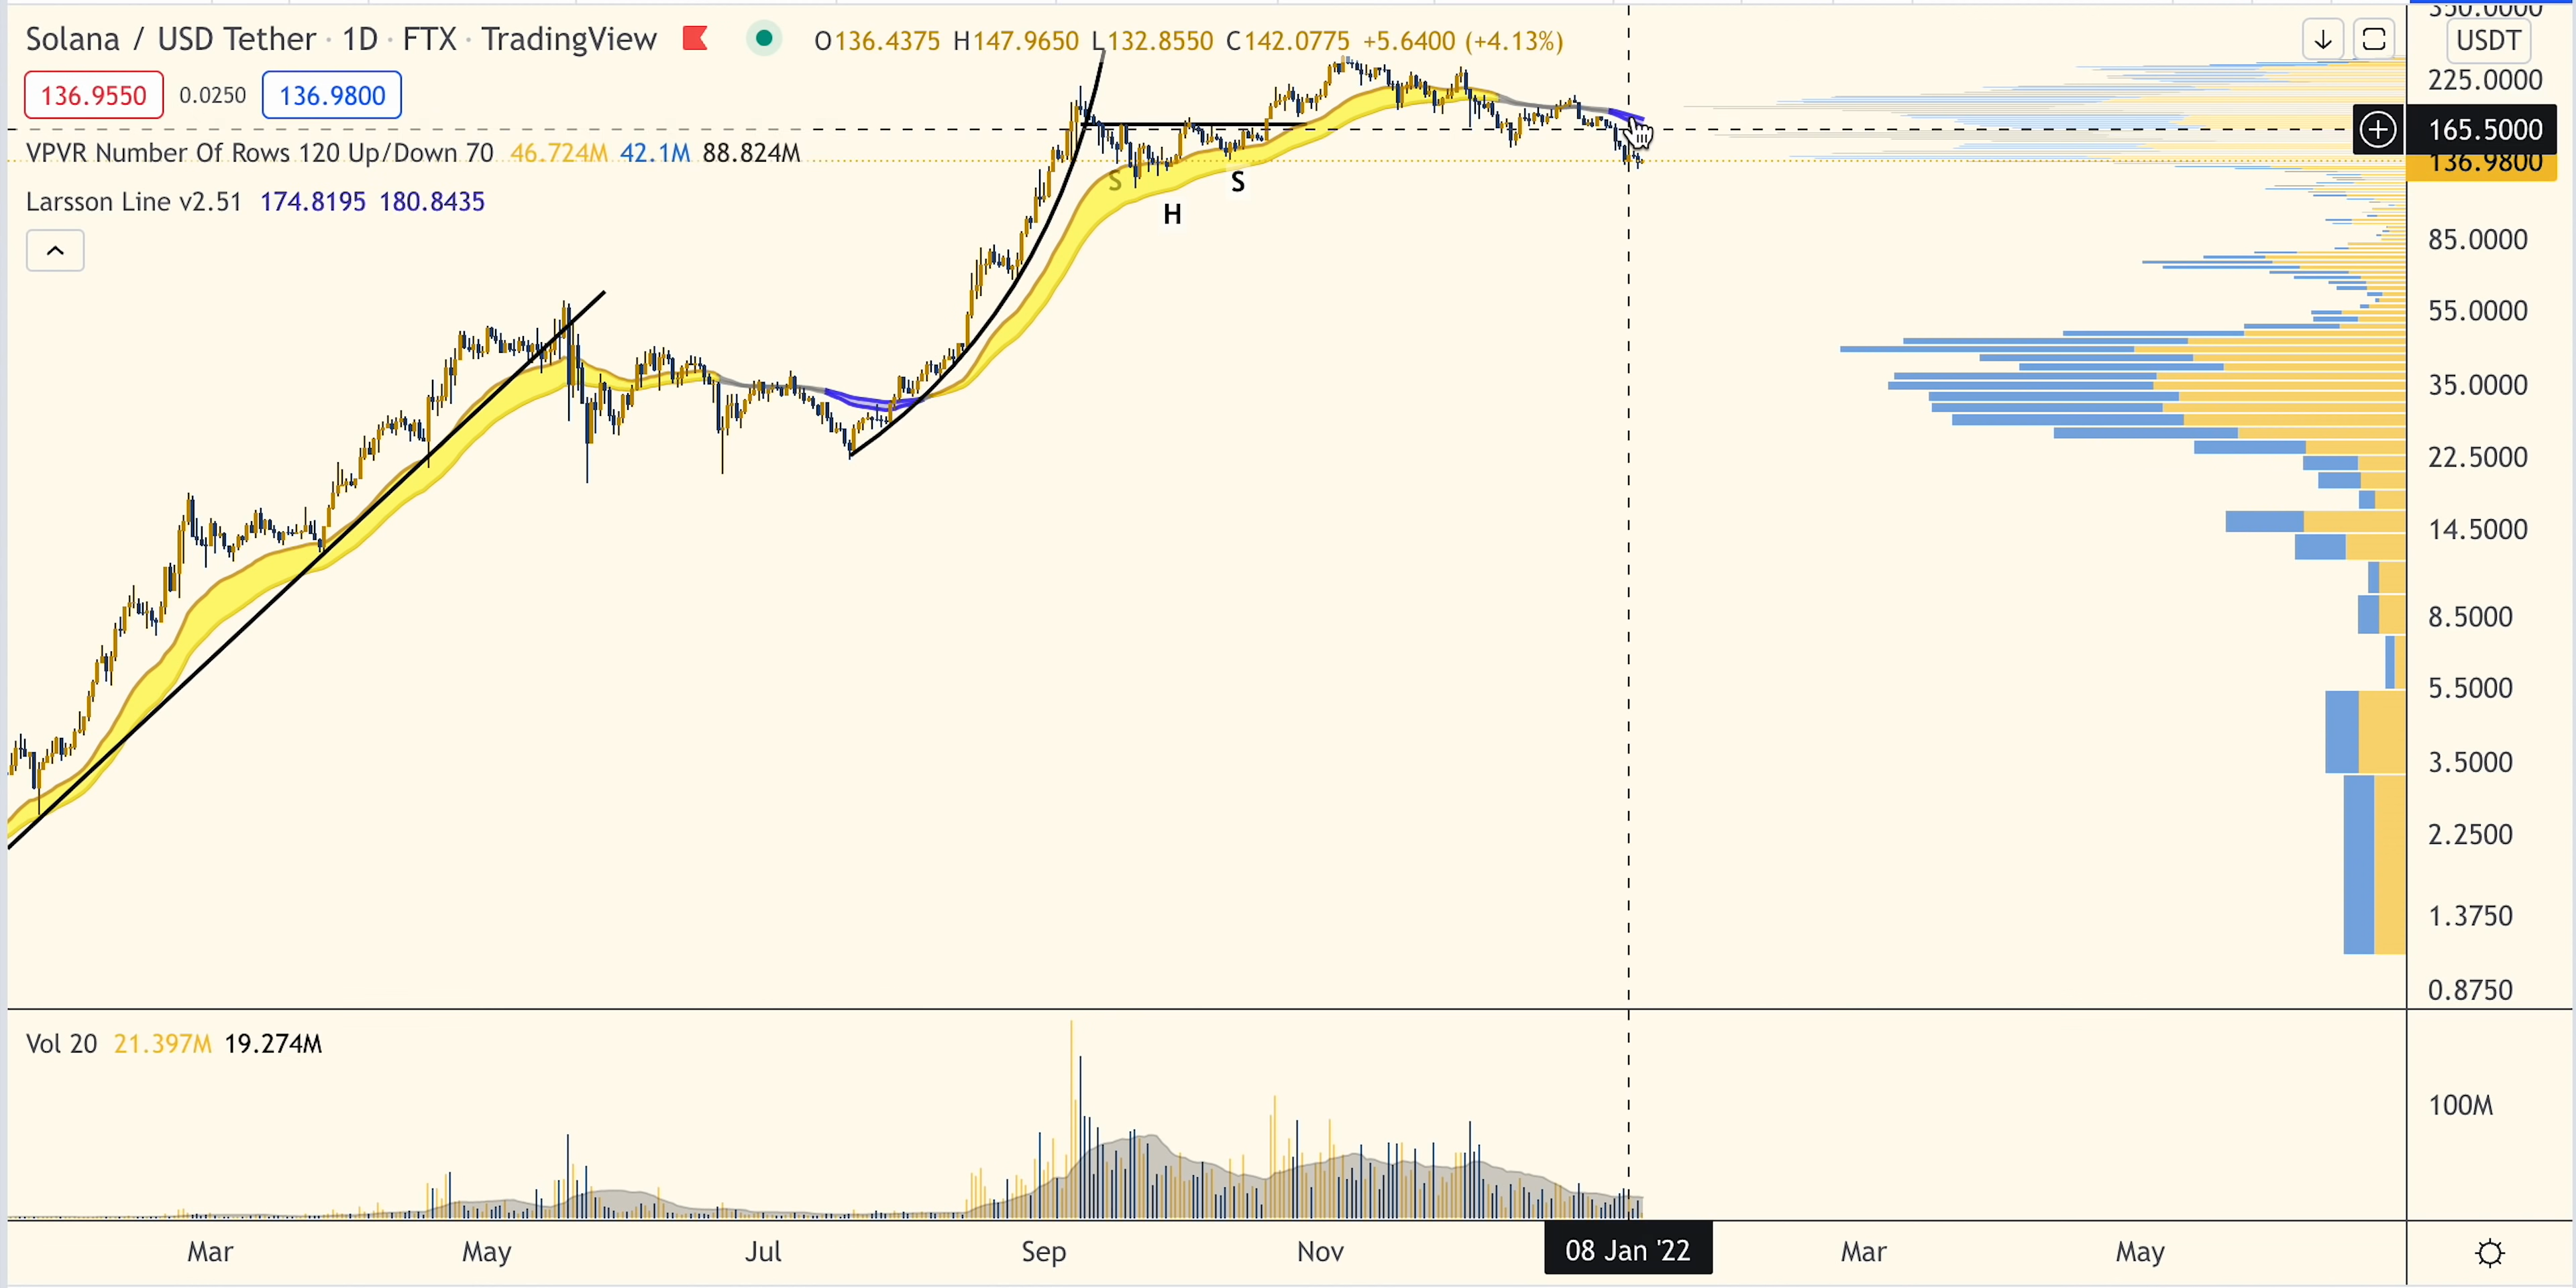 Solana / USD Tether · 1D · FTX · TradingView O136.4375 H147.9650 L132.8550 C142.0775 +5.6400 (+4.13%)
136.9550 0.0250 136.9800
VPVR Number Of Rows 120 Up/Down 70 46.724M 42.1M 88.824M
Larsson Line v2.51 174.8195 180.8435
S
H
S
USDT
350.0000
225.0000
165.5000
136.9800
85.0000
55.0000
35.0000
22.5000
14.5000
8.5000
5.5000
3.5000
2.2500
1.3750
0.8750
Vol 20 21.397M 19.274M
100M
Mar May Jul Sep Nov 08 Jan '22 Mar May